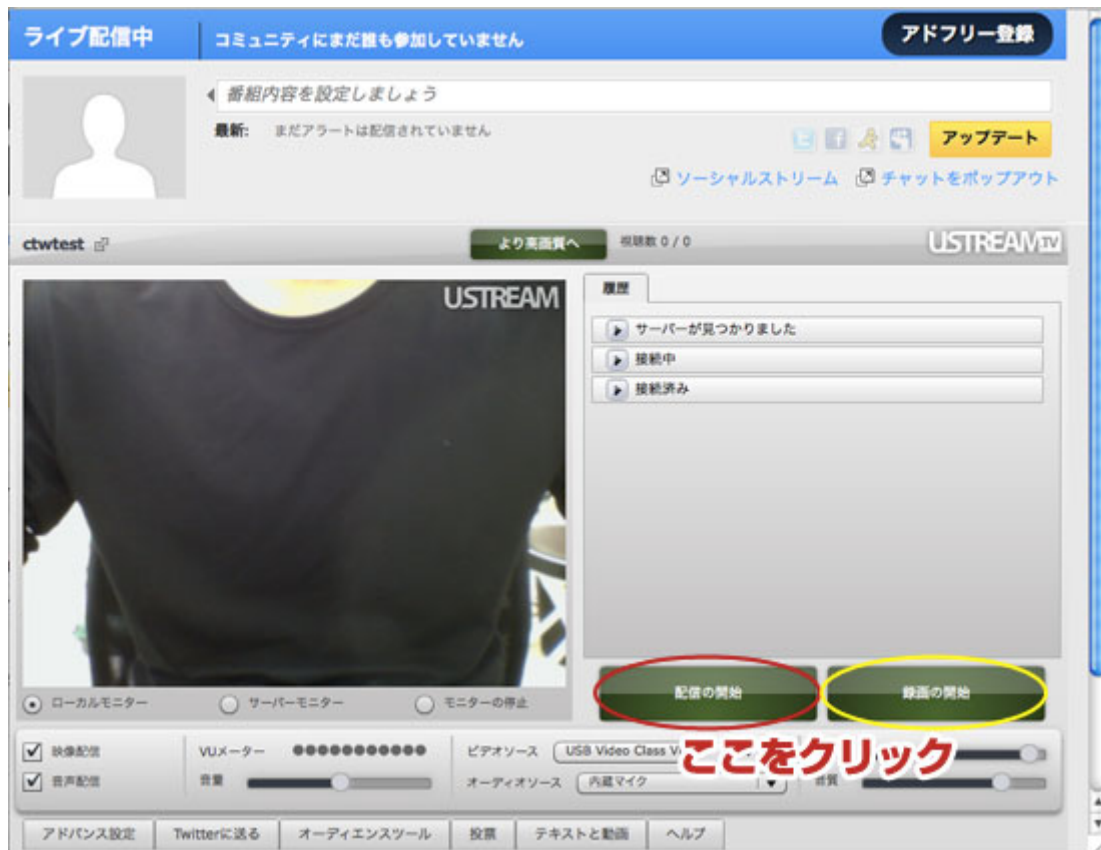 ライブ配信中
コミュニティにまだ誰も参加していません
アドフリー登録
番組内容を設定しましょう
最新: まだアラートは配信されていません
アップデート
ソーシャルストリーム
チャットをポップアウト
ctwtest
より高画質へ
視聴数 0 / 0
USTREAM TV
USTREAM
履歴
サーバーが見つかりました
接続中
接続済み
配信の開始
録画の開始
ローカルモニター
サーバーモニター
モニターの停止
ここをクリック
映像配信
VUメーター
ビデオソース
USB Video Class V
音声配信
音量
オーディオソース
内蔵マイク
音質
アドバンス設定
Twitterに送る
オーディエンスツール
投票
テキストと動画
ヘルプ